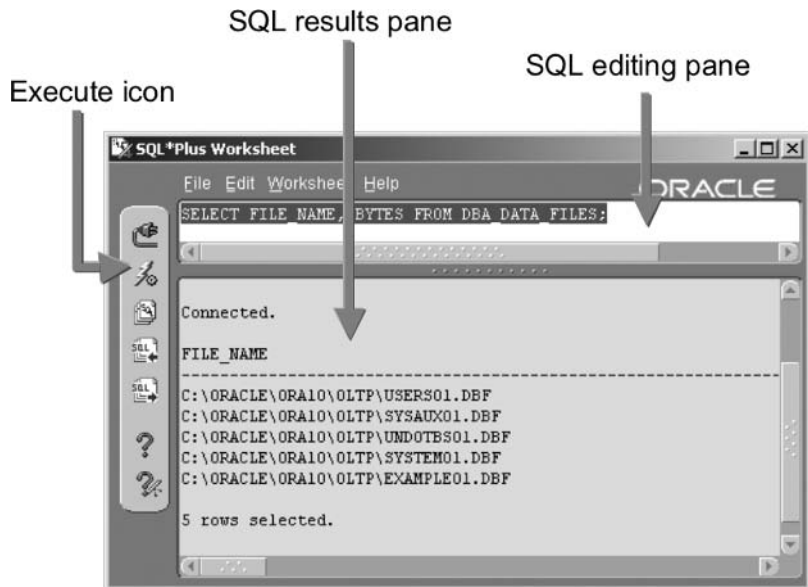 SQL results pane
SQL editing pane
Execute icon
SQL*Plus Worksheet
File Edit Workshee Help
ORACLE
SELECT FILE_NAME, BYTES FROM DBA_DATA_FILES;
Connected.
FILE_NAME
--------------------------------------------------------------------------------
C:\ORACLE\ORA10\OLTP\USERS01.DBF
C:\ORACLE\ORA10\OLTP\SYSAUX01.DBF
C:\ORACLE\ORA10\OLTP\UNDOTBS01.DBF
C:\ORACLE\ORA10\OLTP\SYSTEM01.DBF
C:\ORACLE\ORA10\OLTP\EXAMPLE01.DBF
5 rows selected.
SQL
SQL